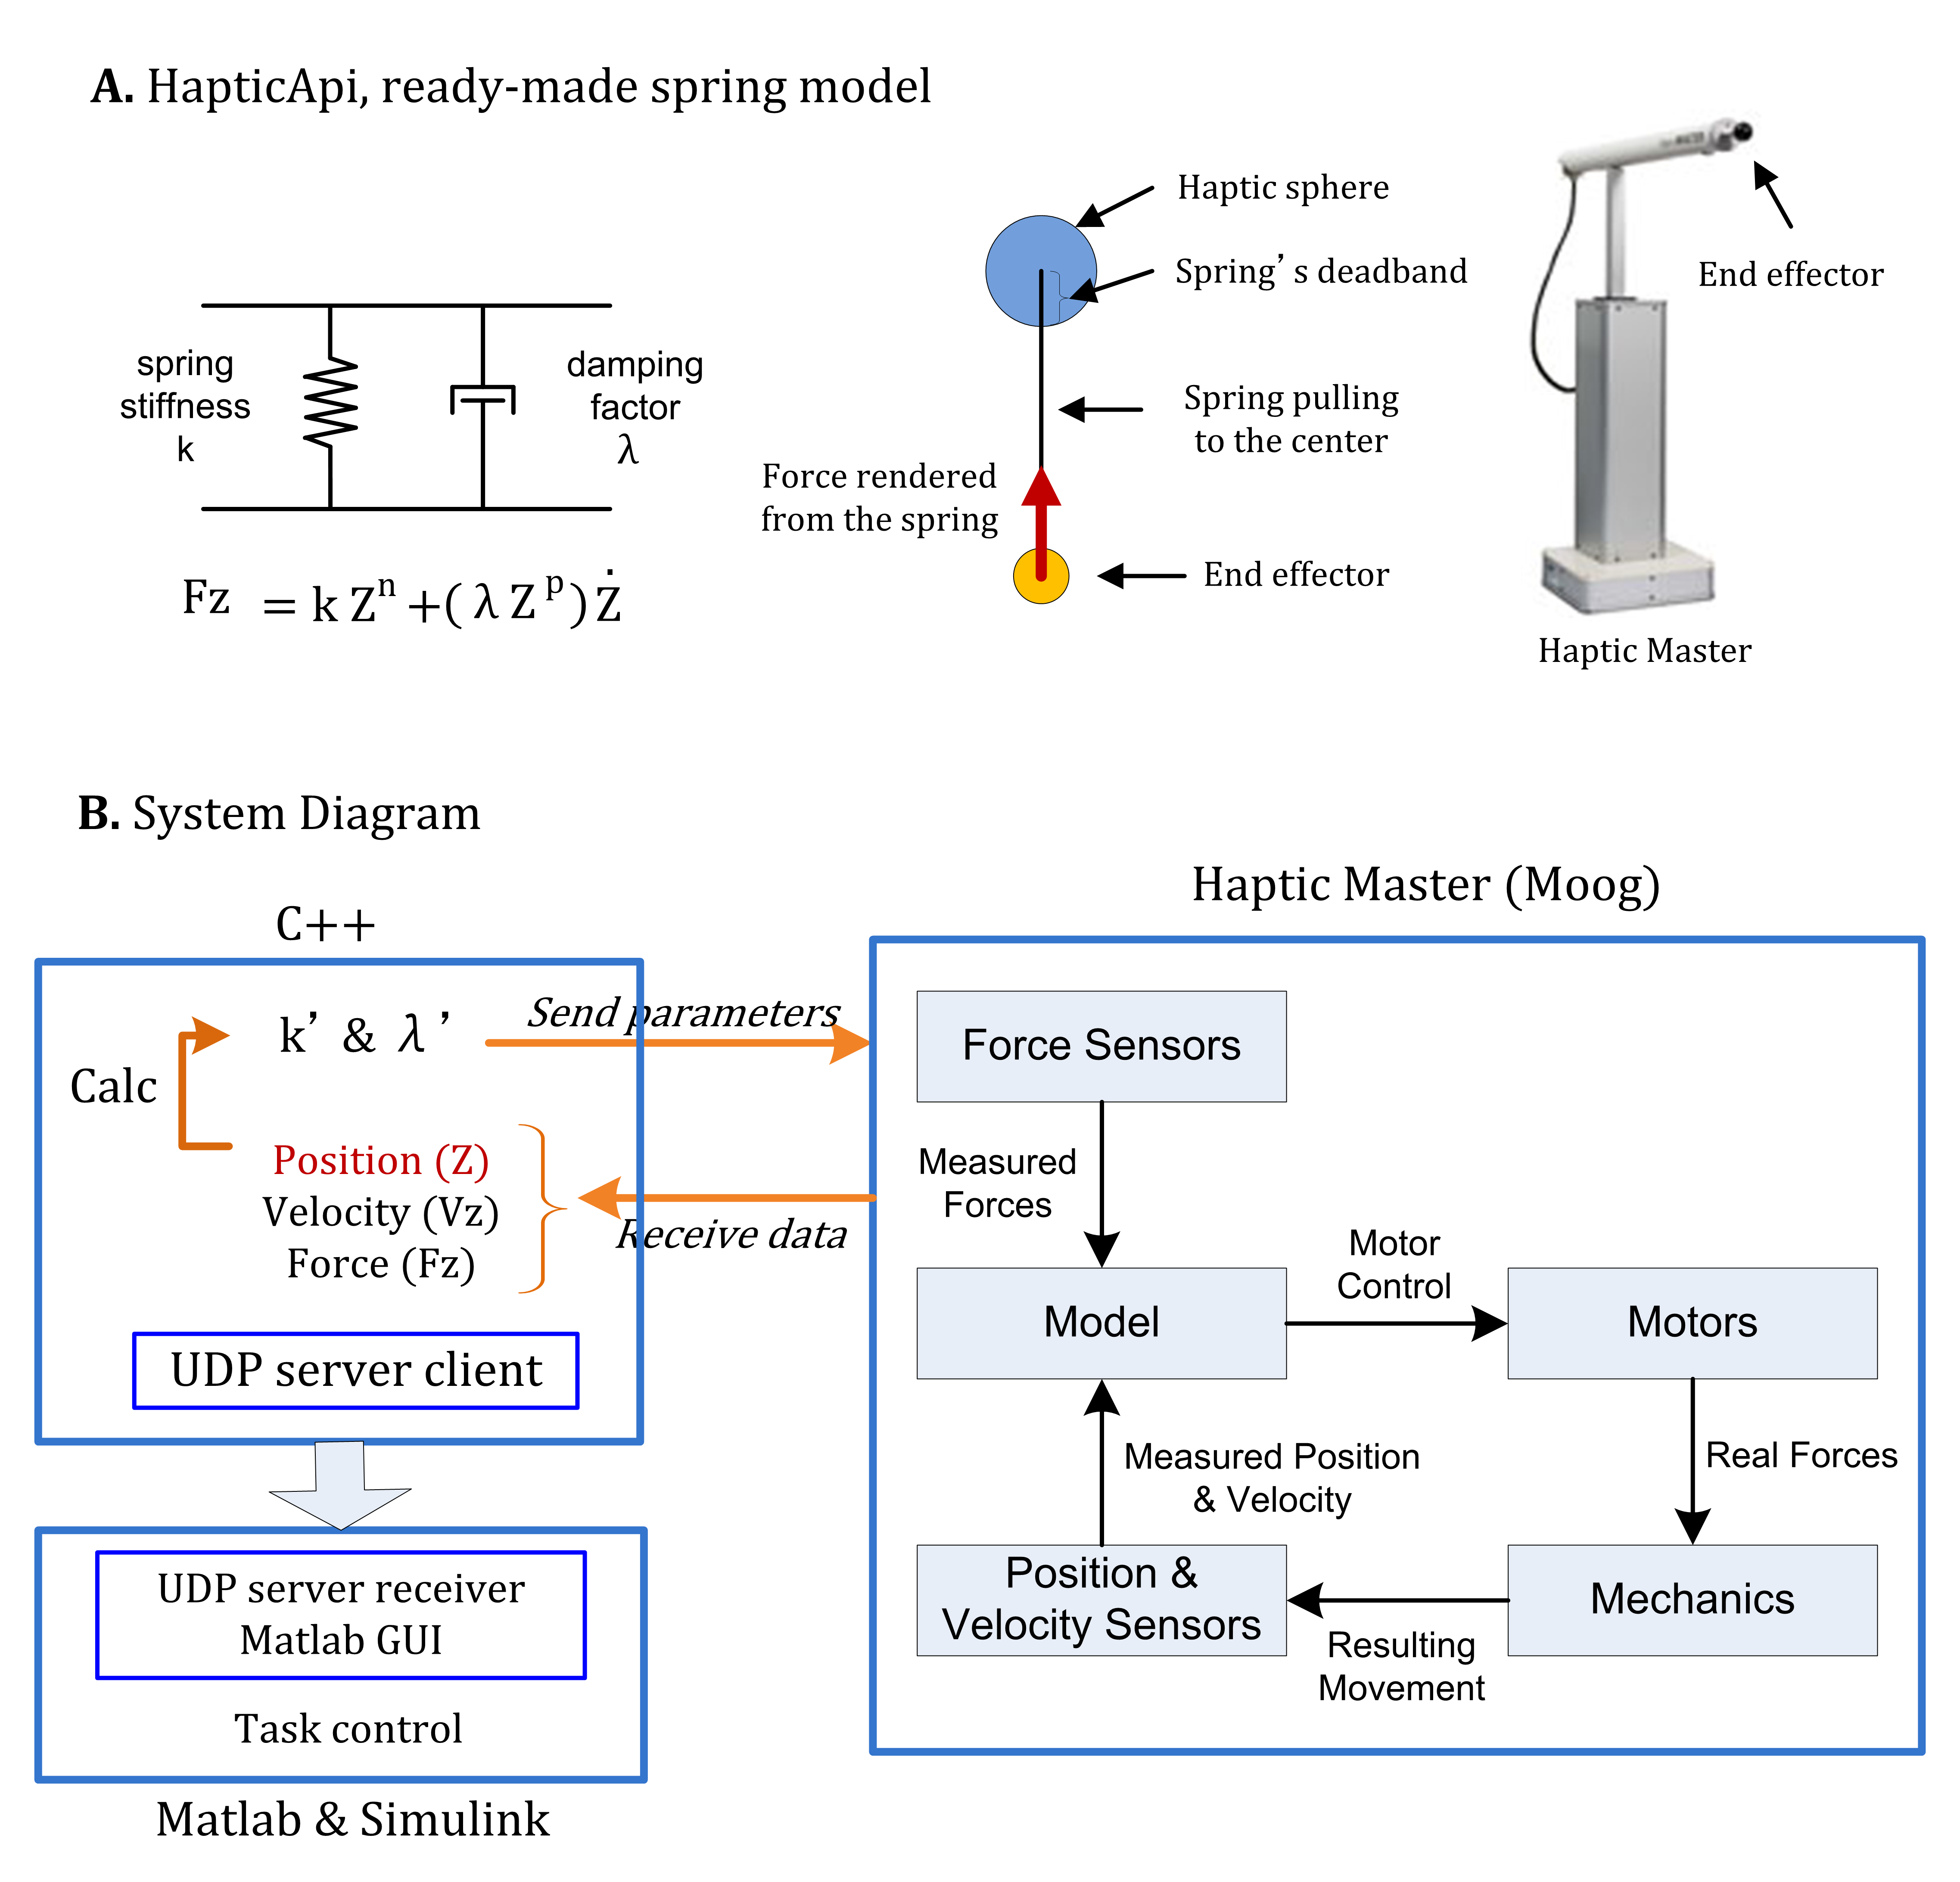 A. HapticApi, ready-made spring model
spring
stiffness
k
damping
factor
λ
Fz = k Zⁿ +( λ Z ᵖ ) Ż
Haptic sphere
Spring’ s deadband
Spring pulling
to the center
Force rendered
from the spring
End effector
End effector
Haptic Master
B. System Diagram
C++
k’ & λ ’
Calc
Position (Z)
Velocity (Vz)
Force (Fz)
UDP server client
Send parameters
Receive data
UDP server receiver
Matlab GUI
Task control
Matlab & Simulink
Haptic Master (Moog)
Force Sensors
Measured
Forces
Model
Motor
Control
Motors
Real Forces
Mechanics
Resulting
Movement
Position &
Velocity Sensors
Measured Position
& Velocity